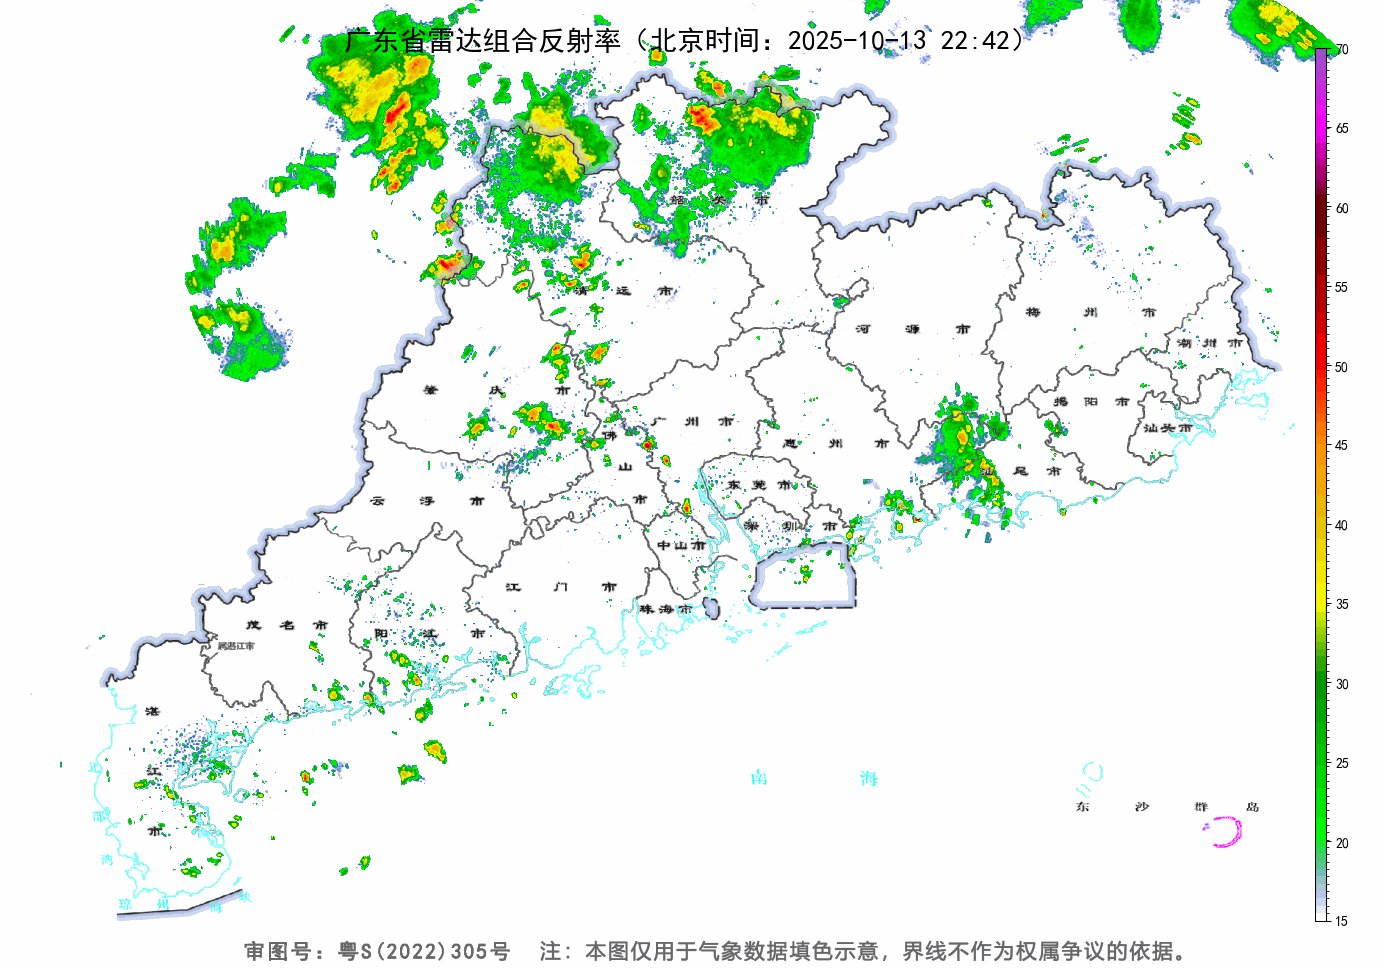 广东省雷达组合反射率（北京时间：2025-10-13 22:42）
70
65
60
55
50
45
40
35
30
25
20
15
韶 关 市
清 远 市
河 源 市
梅 州 市
潮 州 市
肇 庆 市
广 州 市
揭 阳 市
汕头市
佛 山 市
惠 州 市
汕 尾 市
云 浮 市
东 莞 市
深 圳 市
中山市
江 门 市
珠海市
茂 名 市
阳 江 市
属湛江市
湛 江 市
北 部 湾
南 海
东 沙 群 岛
琼 州 海 峡
审图号：粤S(2022)305号 注：本图仅用于气象数据填色示意，界线不作为权属争议的依据。